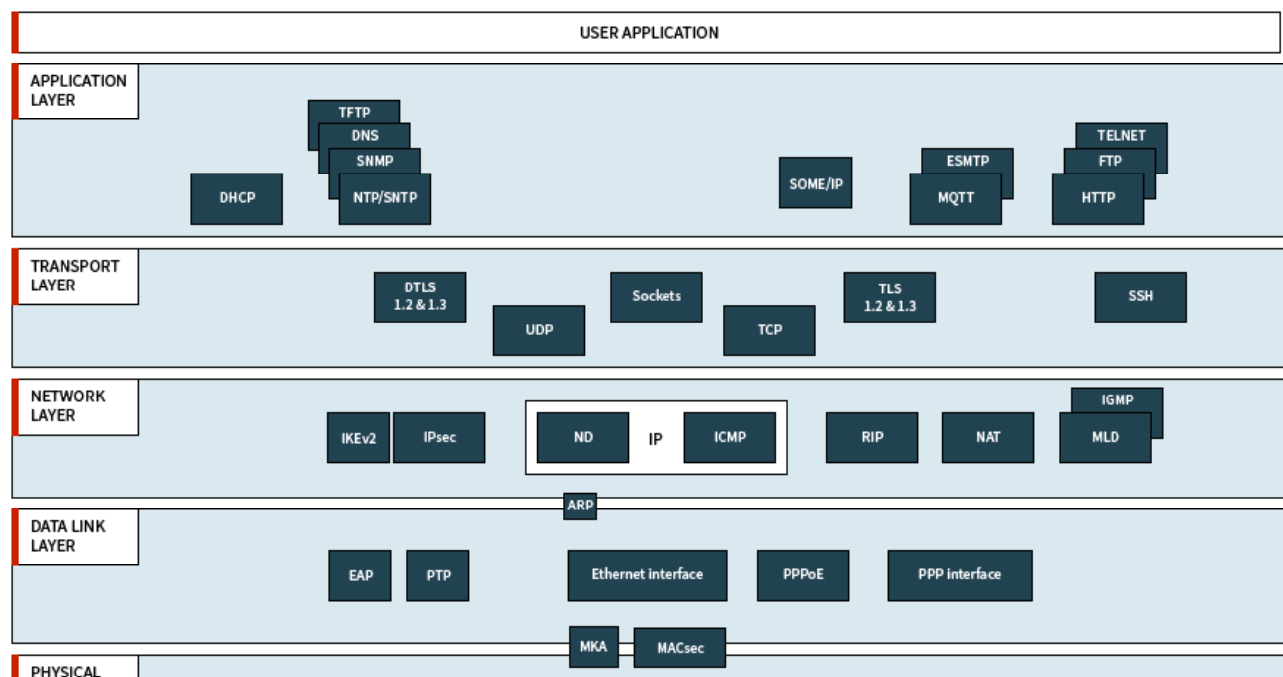 USER APPLICATION
APPLICATION
LAYER
TFTP
DNS
SNMP
NTP/SNTP
DHCP
SOME/IP
ESMTP
MQTT
TELNET
FTP
HTTP
TRANSPORT
LAYER
DTLS
1.2 & 1.3
UDP
Sockets
TCP
TLS
1.2 & 1.3
SSH
NETWORK
LAYER
IKEv2
IPsec
ND
IP
ICMP
RIP
NAT
IGMP
MLD
ARP
DATA LINK
LAYER
EAP
PTP
Ethernet interface
PPPoE
PPP interface
MKA
MACsec
PHYSICAL